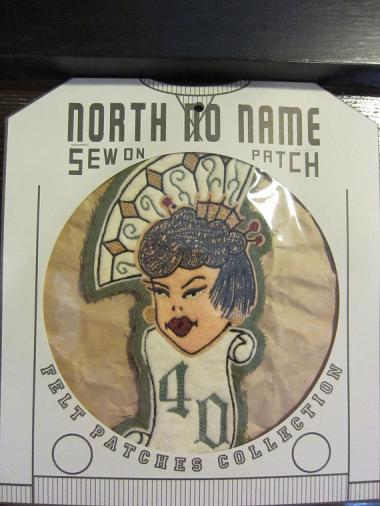 NORTH NO NAME
SEW ON PATCH
40
FELT PATCHES COLLECTION